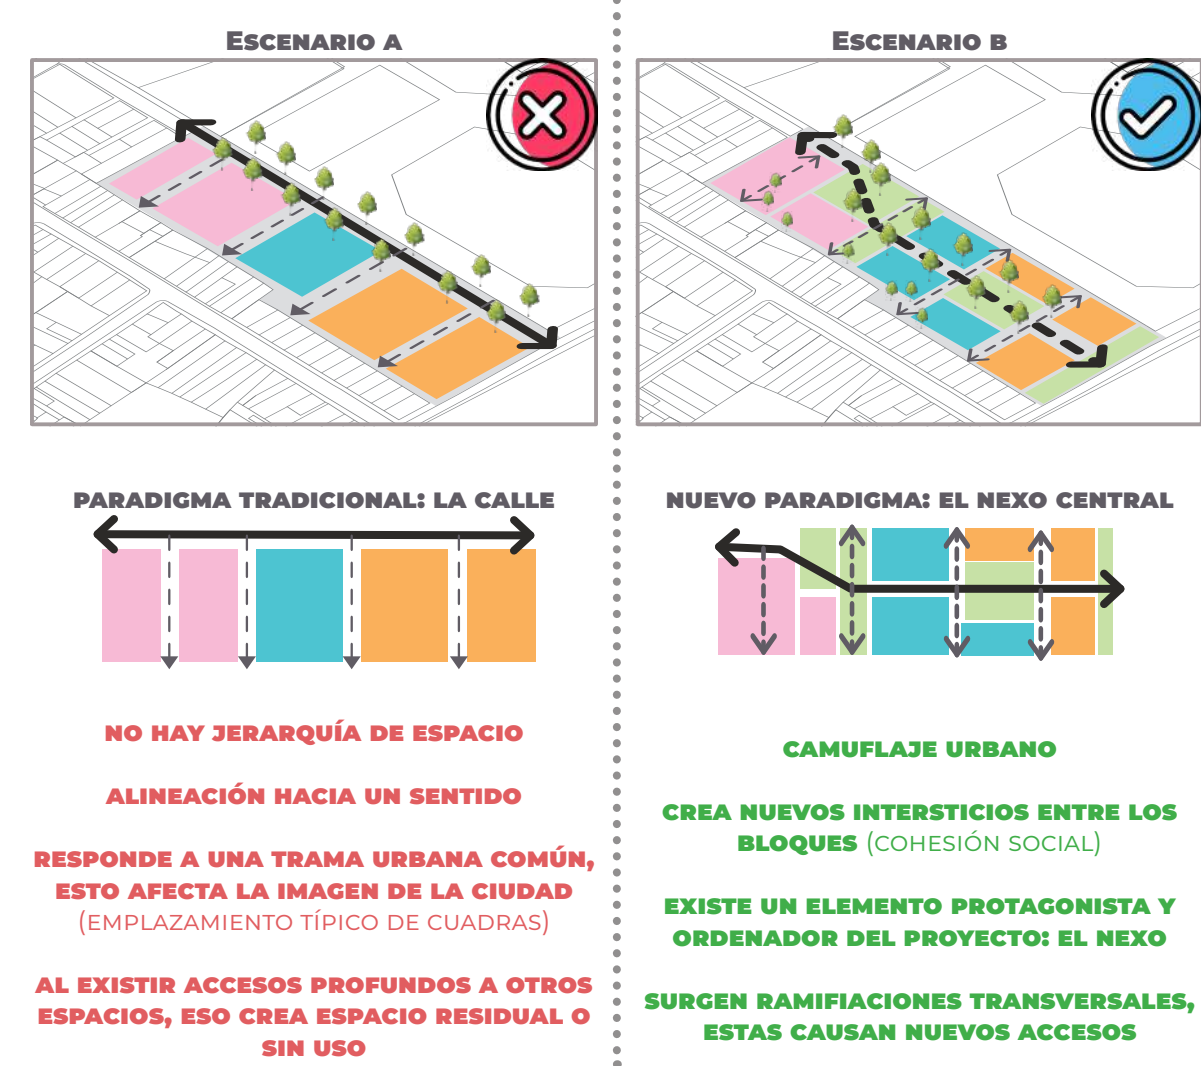 ESCENARIO A
PARADIGMA TRADICIONAL: LA CALLE
NO HAY JERARQUÍA DE ESPACIO
ALINEACIÓN HACIA UN SENTIDO
RESPONDE A UNA TRAMA URBANA COMÚN,
ESTO AFECTA LA IMAGEN DE LA CIUDAD
(EMPLAZAMIENTO TÍPICO DE CUADRAS)
AL EXISTIR ACCESOS PROFUNDOS A OTROS
ESPACIOS, ESO CREA ESPACIO RESIDUAL O
SIN USO
ESCENARIO B
NUEVO PARADIGMA: EL NEXO CENTRAL
CAMUFLAJE URBANO
CREA NUEVOS INTERSTICIOS ENTRE LOS
BLOQUES (COHESIÓN SOCIAL)
EXISTE UN ELEMENTO PROTAGONISTA Y
ORDENADOR DEL PROYECTO: EL NEXO
SURGEN RAMIFIACIONES TRANSVERSALES,
ESTAS CAUSAN NUEVOS ACCESOS